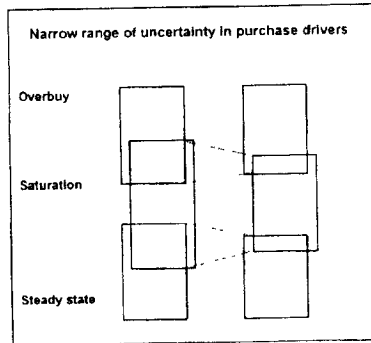 Narrow range of uncertainty in purchase drivers
Overbuy
Saturation
Steady state